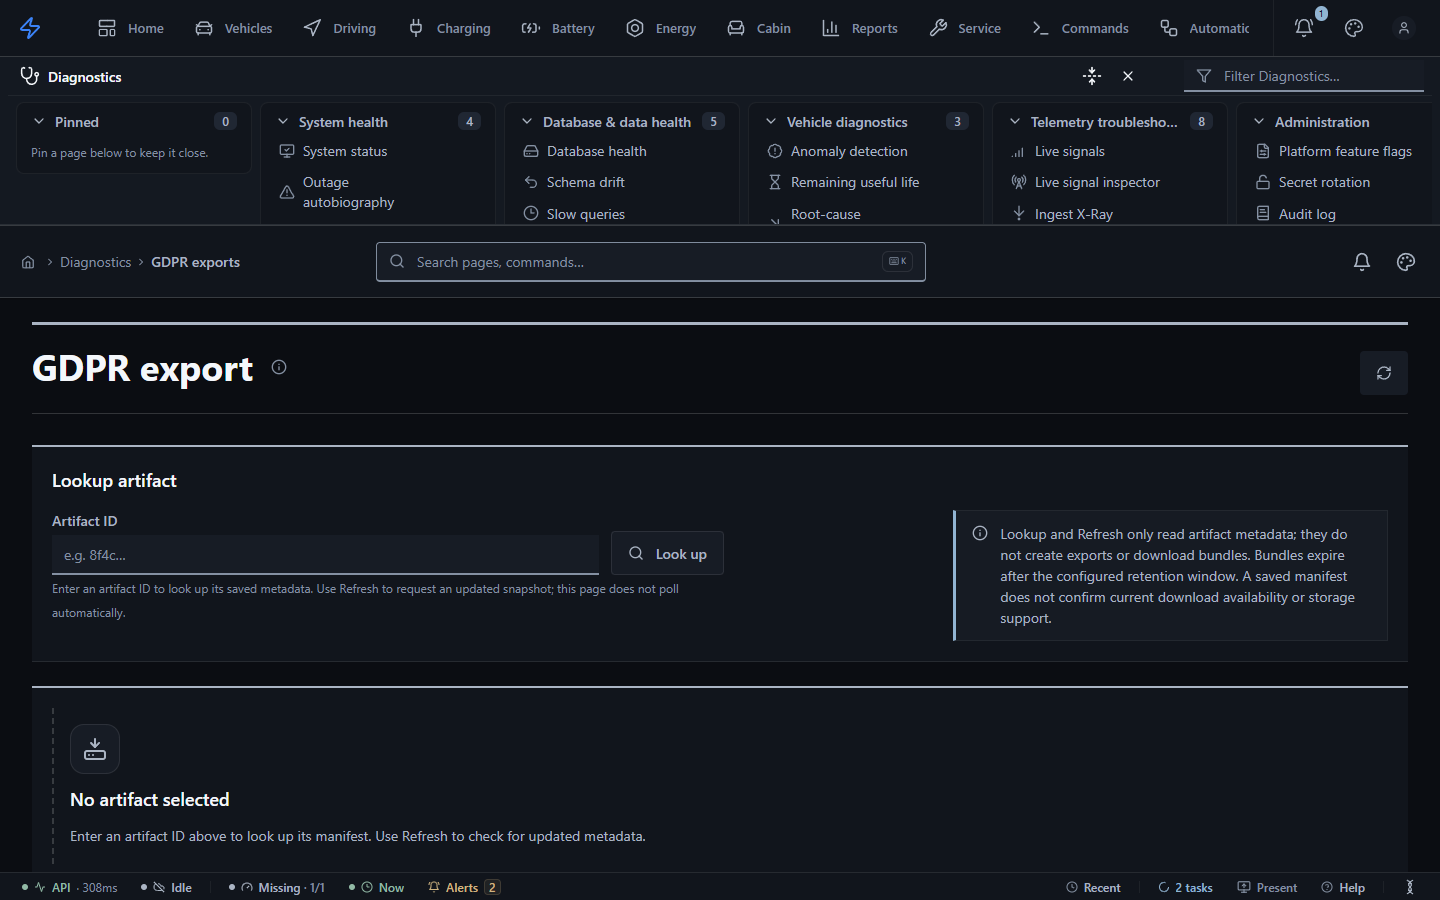 Home
Vehicles
Driving
Charging
Battery
Energy
Cabin
Reports
Service
Commands
Automatic
1
Diagnostics
Filter Diagnostics...
Pinned 0
Pin a page below to keep it close.
System health 4
System status
Outage
autobiography
Database & data health 5
Database health
Schema drift
Slow queries
Vehicle diagnostics 3
Anomaly detection
Remaining useful life
Root-cause
Telemetry troublesho... 8
Live signals
Live signal inspector
Ingest X-Ray
Administration
Platform feature flags
Secret rotation
Audit log
Diagnostics
GDPR exports
Search pages, commands...
K
GDPR export
Lookup artifact
Artifact ID
e.g. 8f4c...
Look up
Enter an artifact ID to look up its saved metadata. Use Refresh to request an updated snapshot; this page does not poll
automatically.
Lookup and Refresh only read artifact metadata; they do
not create exports or download bundles. Bundles expire
after the configured retention window. A saved manifest
does not confirm current download availability or storage
support.
No artifact selected
Enter an artifact ID above to look up its manifest. Use Refresh to check for updated metadata.
API · 308ms
Idle
Missing · 1/1
Now
Alerts 2
Recent
2 tasks
Present
Help